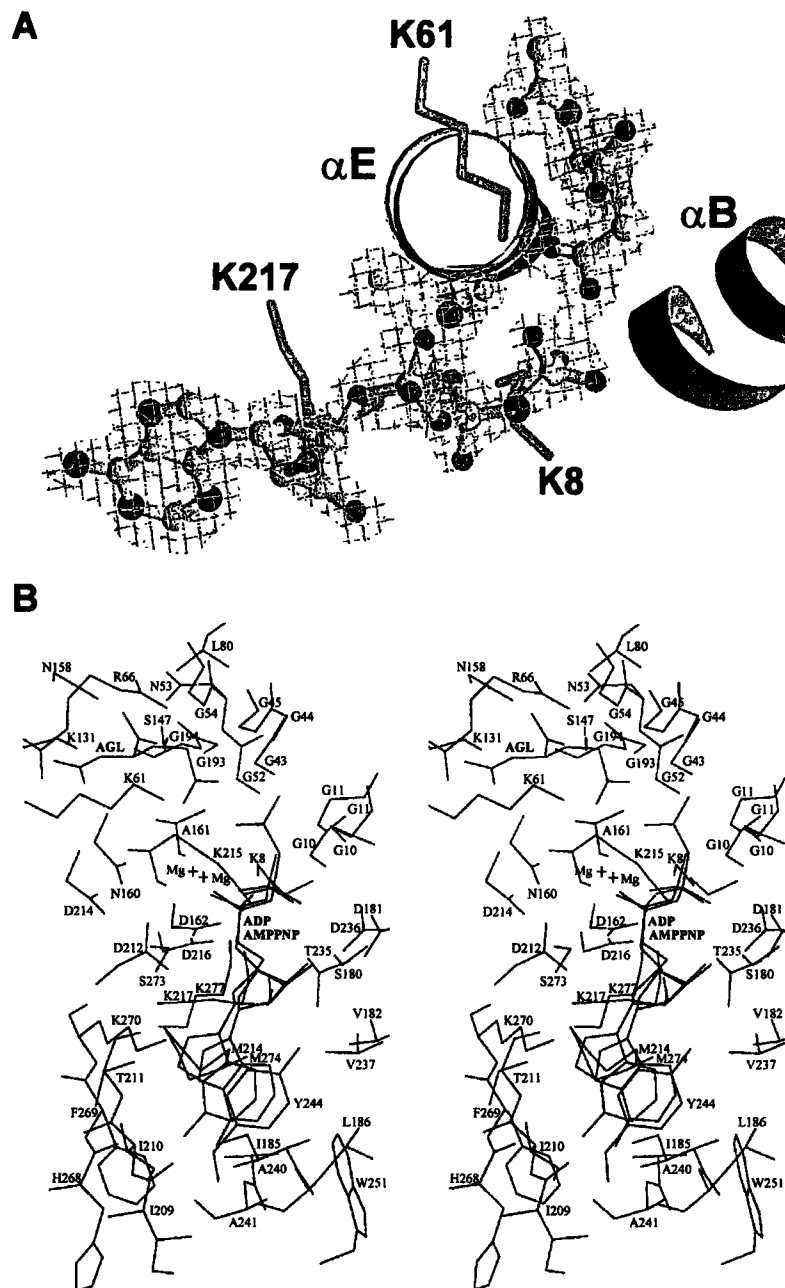 A
K61
αE
αB
K217
K8
B
L80
N158 R66 N53
G54 G45 G44
K131 S147 G194
AGL G193 G43
G52
K61
G11
G11
A161 G10 G10
K215 K8
Mg + + Mg
N160
D214
ADP
AMPPNP
D162 D181
D236
D212 D216
S273 T235 S180
K277
K217
K270 V182
M214
M274 V237
T211
Y244
F269
I210 I185 L186
A240
H268 W251
I209 A241
L80
N158 R66 N53
G54 G45 G44
K131 S147 G194
AGL G193 G43
G52
K61
G11
G11
A161 G10 G10
K215 K8
Mg + + Mg
N160
D214
ADP
AMPPNP
D162 D181
D236
D212 D216
S273 T235 S180
K277
K217
K270 V182
M214
M274 V237
T211
Y244
F269
I210 I185 L186
A240
H268 W251
I209 A241